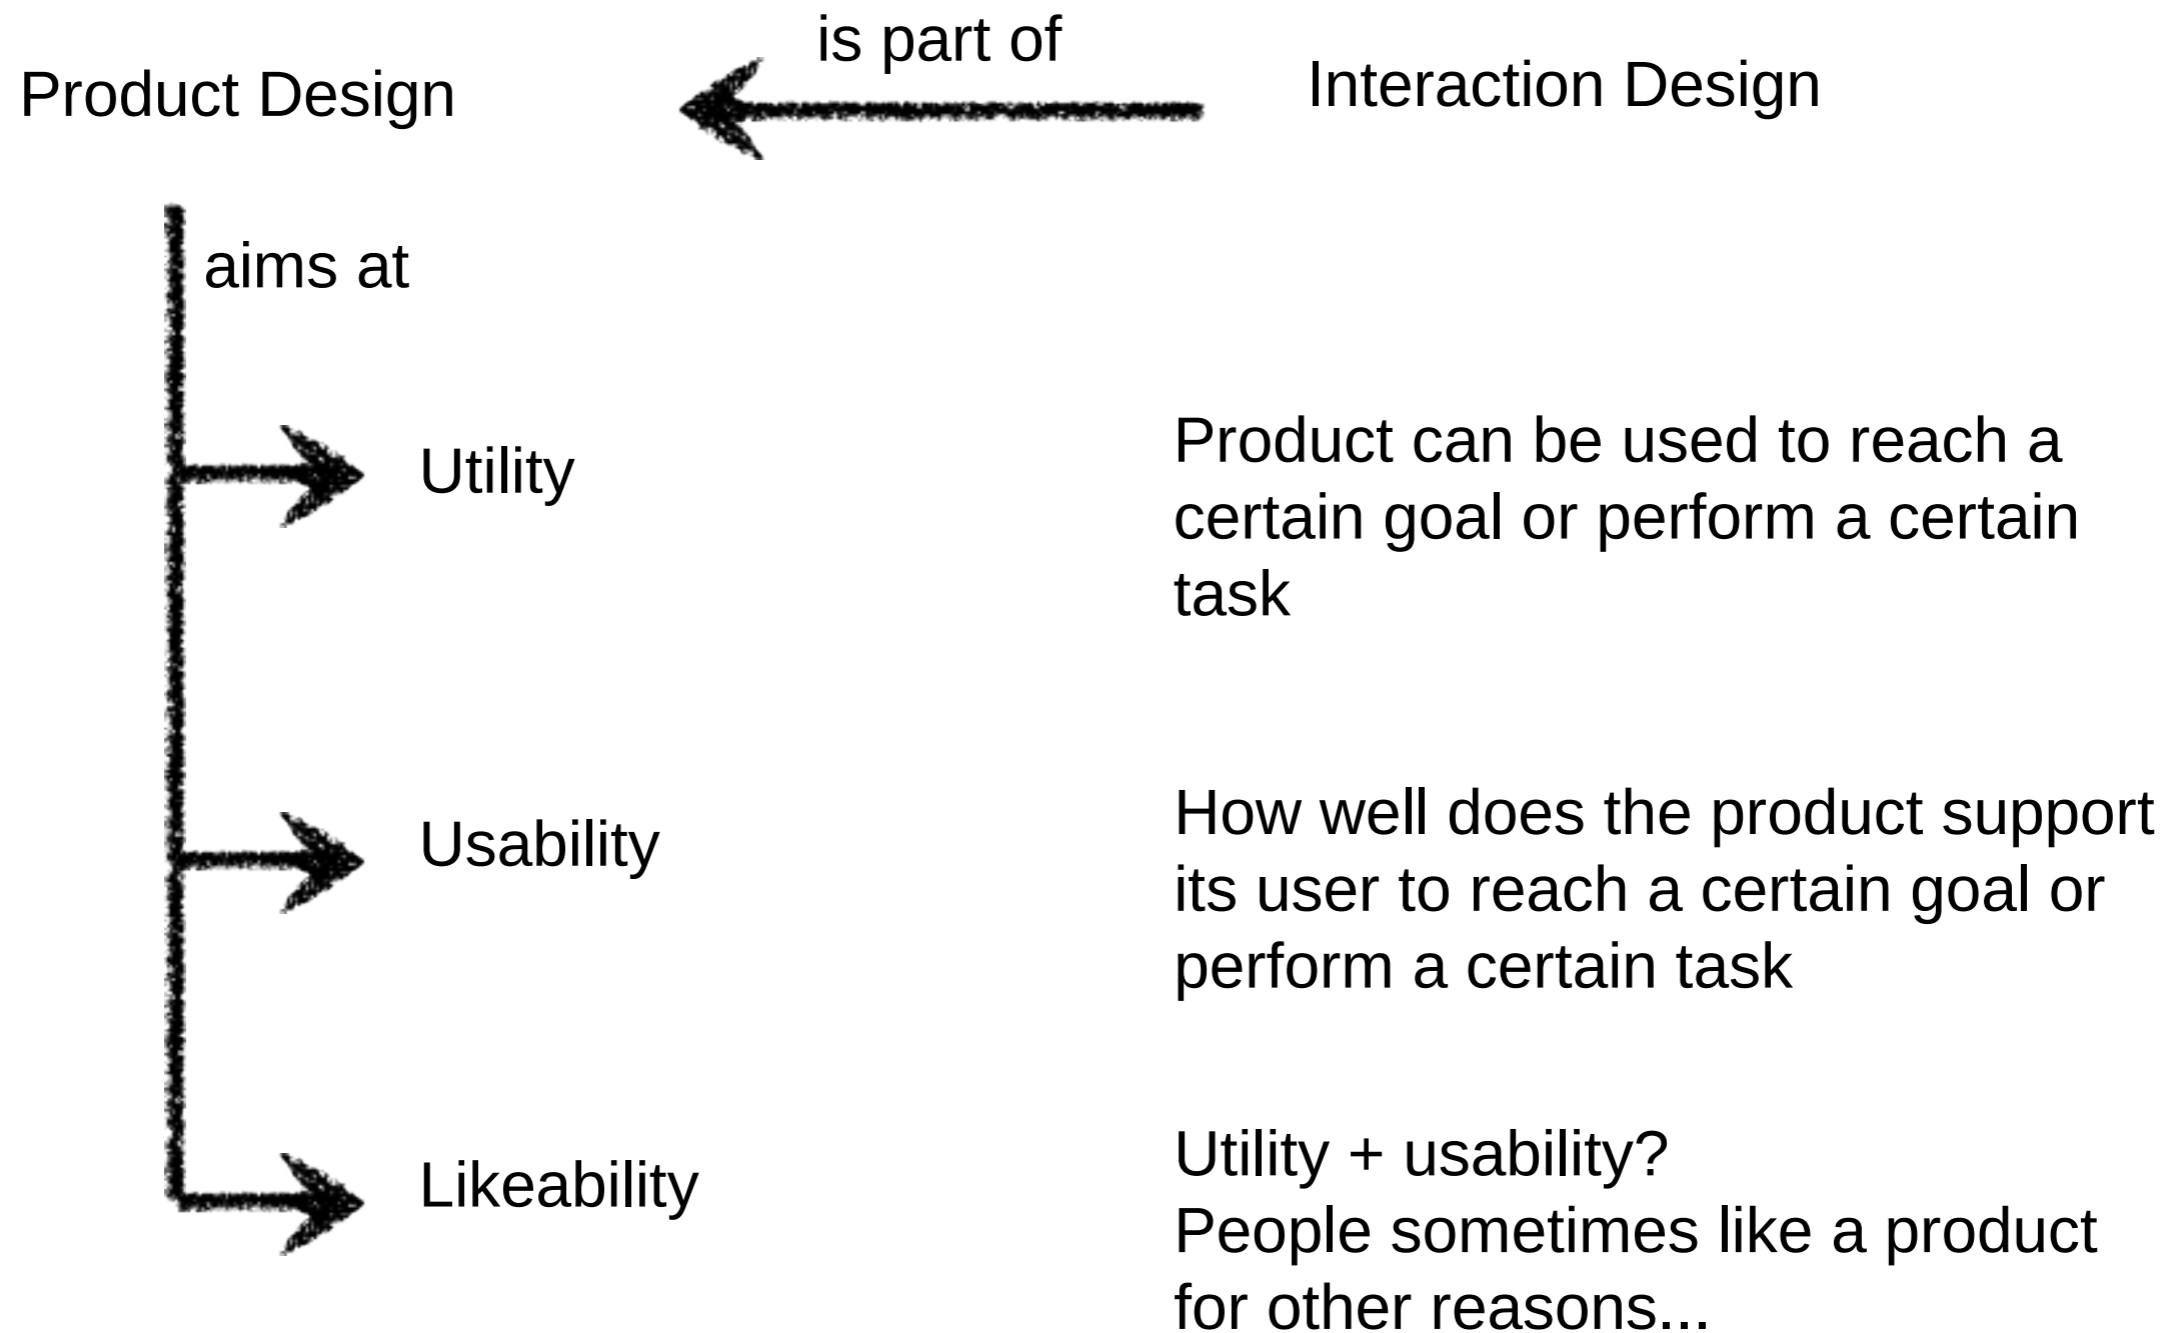 is part of
Product Design
Interaction Design
aims at
Utility
Product can be used to reach a
certain goal or perform a certain
task
Usability
How well does the product support
its user to reach a certain goal or
perform a certain task
Likeability
Utility + usability?
People sometimes like a product
for other reasons...